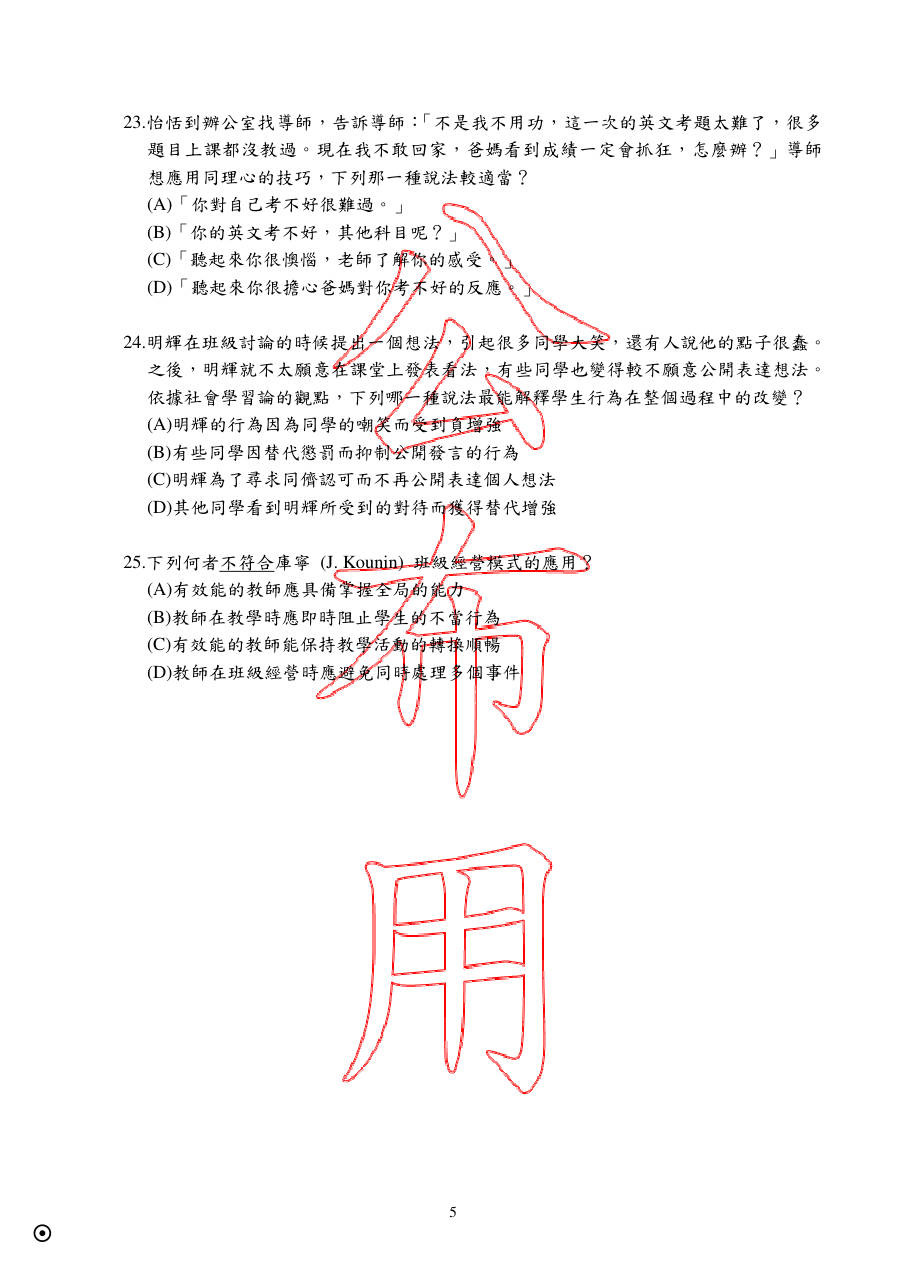 23.怡恬到辦公室找導師，告訴導師：「不是我不用功，這一次的英文考題太難了，很多
題目上課都沒教過。現在我不敢回家，爸媽看到成績一定會抓狂，怎麼辦？」導師
想應用同理心的技巧，下列那一種說法較適當？
(A)「你對自己考不好很難過。」
(B)「你的英文考不好，其他科目呢？」
(C)「聽起來你很懊惱，老師了解你的感受。」
(D)「聽起來你很擔心爸媽對你考不好的反應。」
24.明輝在班級討論的時候提出一個想法，引起很多同學大笑，還有人說他的點子很蠢。
之後，明輝就不太願意在課堂上發表看法，有些同學也變得較不願意公開表達想法。
依據社會學習論的觀點，下列哪一種說法最能解釋學生行為在整個過程中的改變？
(A)明輝的行為因為同學的嘲笑而受到負增強
(B)有些同學因替代懲罰而抑制公開發言的行為
(C)明輝為了尋求同儕認可而不再公開表達個人想法
(D)其他同學看到明輝所受到的對待而獲得替代增強
25.下列何者不符合庫寧 (J. Kounin) 班級經營模式的應用？
(A)有效能的教師應具備掌握全局的能力
(B)教師在教學時應即時阻止學生的不當行為
(C)有效能的教師能保持教學活動的轉換順暢
(D)教師在班級經營時應避免同時處理多個事件
公布用
5